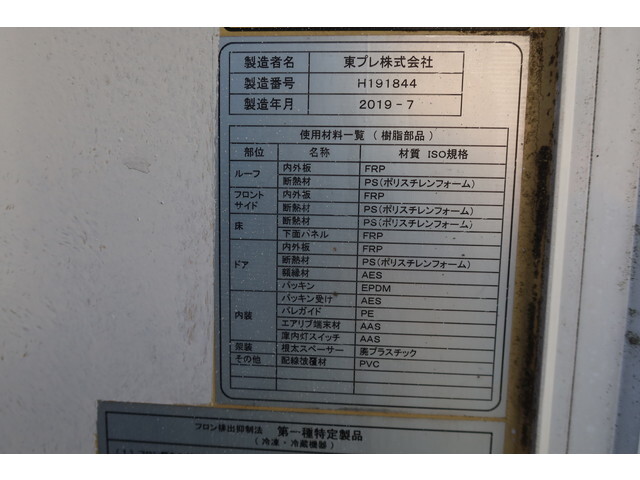 製造者名 東プレ株式会社
製造番号 H191844
製造年月 2019-7
使用材料一覧(樹脂部品)
部位 名称 材質 ISO規格
ルーフ 内外板 FRP
断熱材 PS(ポリスチレンフォーム)
フロントサイド 内外板 FRP
断熱材 PS(ポリスチレンフォーム)
床 断熱材 PS(ポリスチレンフォーム)
下面パネル FRP
ドア 内外板 FRP
断熱材 PS(ポリスチレンフォーム)
額縁材 AES
パッキン EPDM
内装 パッキン受け AES
バレガイド PE
エアリブ端末材 AAS
庫内灯スイッチ AAS
架装 根太スペーサー 廃プラスチック
その他 配線被覆材 PVC
フロン排出抑制法 第一種特定製品
(冷凍・冷蔵機器)